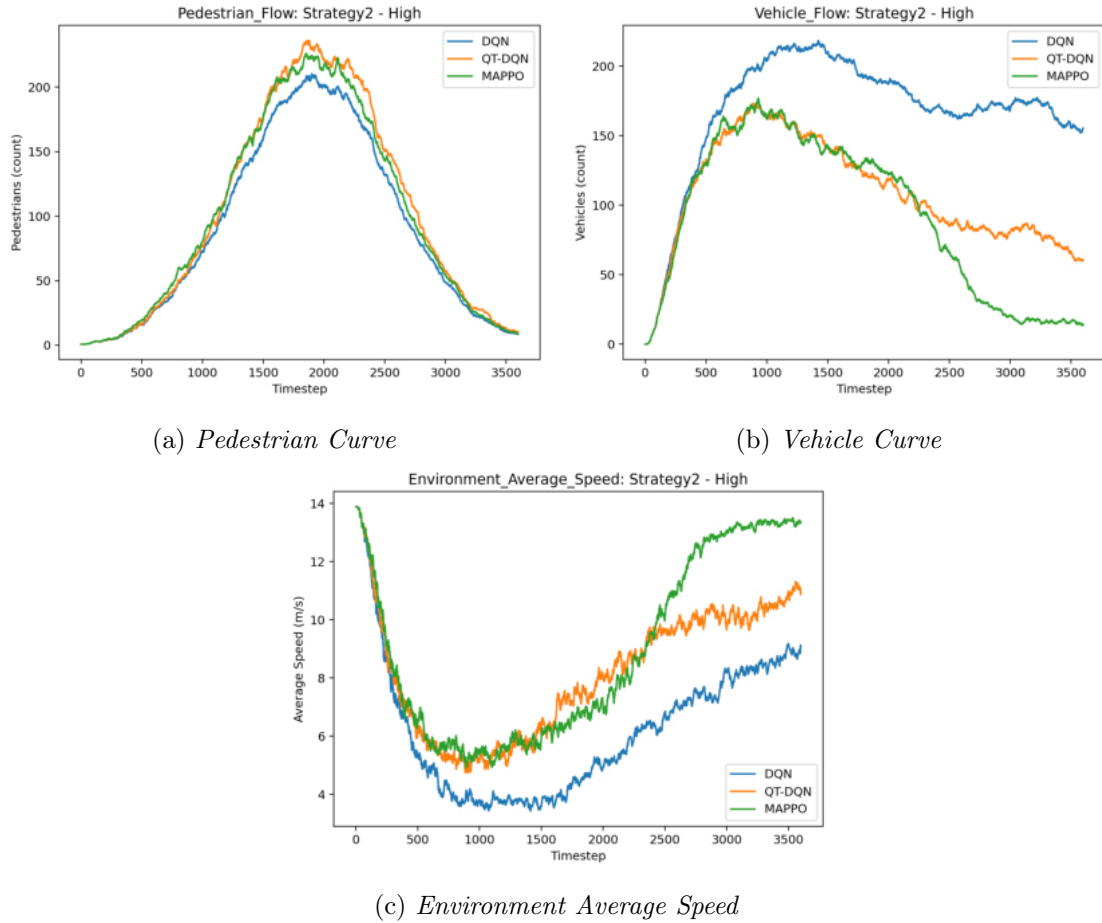 Pedestrian_Flow: Strategy2 - High
Pedestrians (count)
200
150
100
50
0
DQN
QT-DQN
MAPPO
0 500 1000 1500 2000 2500 3000 3500
Timestep
(a) Pedestrian Curve
Vehicle_Flow: Strategy2 - High
Vehicles (count)
200
150
100
50
0
DQN
QT-DQN
MAPPO
0 500 1000 1500 2000 2500 3000 3500
Timestep
(b) Vehicle Curve
Environment_Average_Speed: Strategy2 - High
Average Speed (m/s)
14
12
10
8
6
4
DQN
QT-DQN
MAPPO
0 500 1000 1500 2000 2500 3000 3500
Timestep
(c) Environment Average Speed